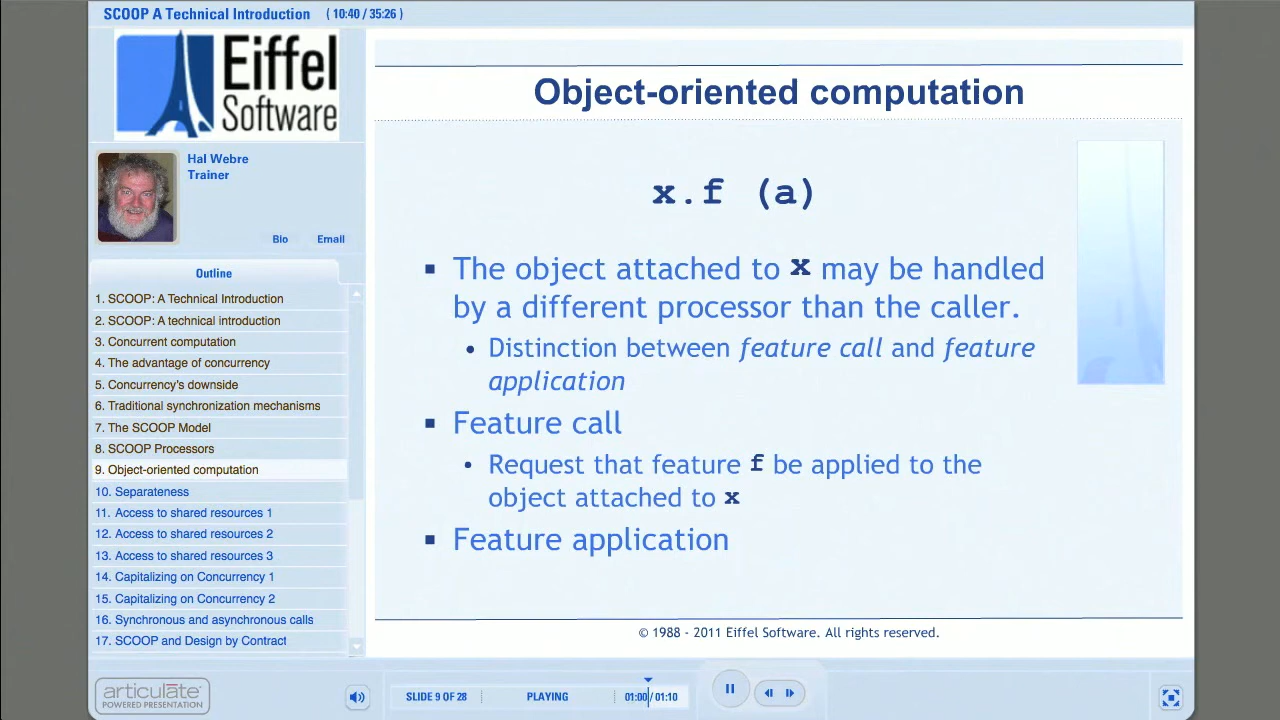 SCOOP A Technical Introduction ( 10:40 / 35:26 )
Eiffel
Software
Hal Webre
Trainer
Bio Email
Outline
1. SCOOP: A Technical Introduction
2. SCOOP: A technical introduction
3. Concurrent computation
4. The advantage of concurrency
5. Concurrency's downside
6. Traditional synchronization mechanisms
7. The SCOOP Model
8. SCOOP Processors
9. Object-oriented computation
10. Separateness
11. Access to shared resources 1
12. Access to shared resources 2
13. Access to shared resources 3
14. Capitalizing on Concurrency 1
15. Capitalizing on Concurrency 2
16. Synchronous and asynchronous calls
17. SCOOP and Design by Contract
Object-oriented computation
x.f (a)
▪ The object attached to x may be handled
by a different processor than the caller.
• Distinction between feature call and feature
application
▪ Feature call
• Request that feature f be applied to the
object attached to x
▪ Feature application
© 1988 - 2011 Eiffel Software. All rights reserved.
articulate
POWERED PRESENTATION
SLIDE 9 OF 28 PLAYING 01:00 / 01:10